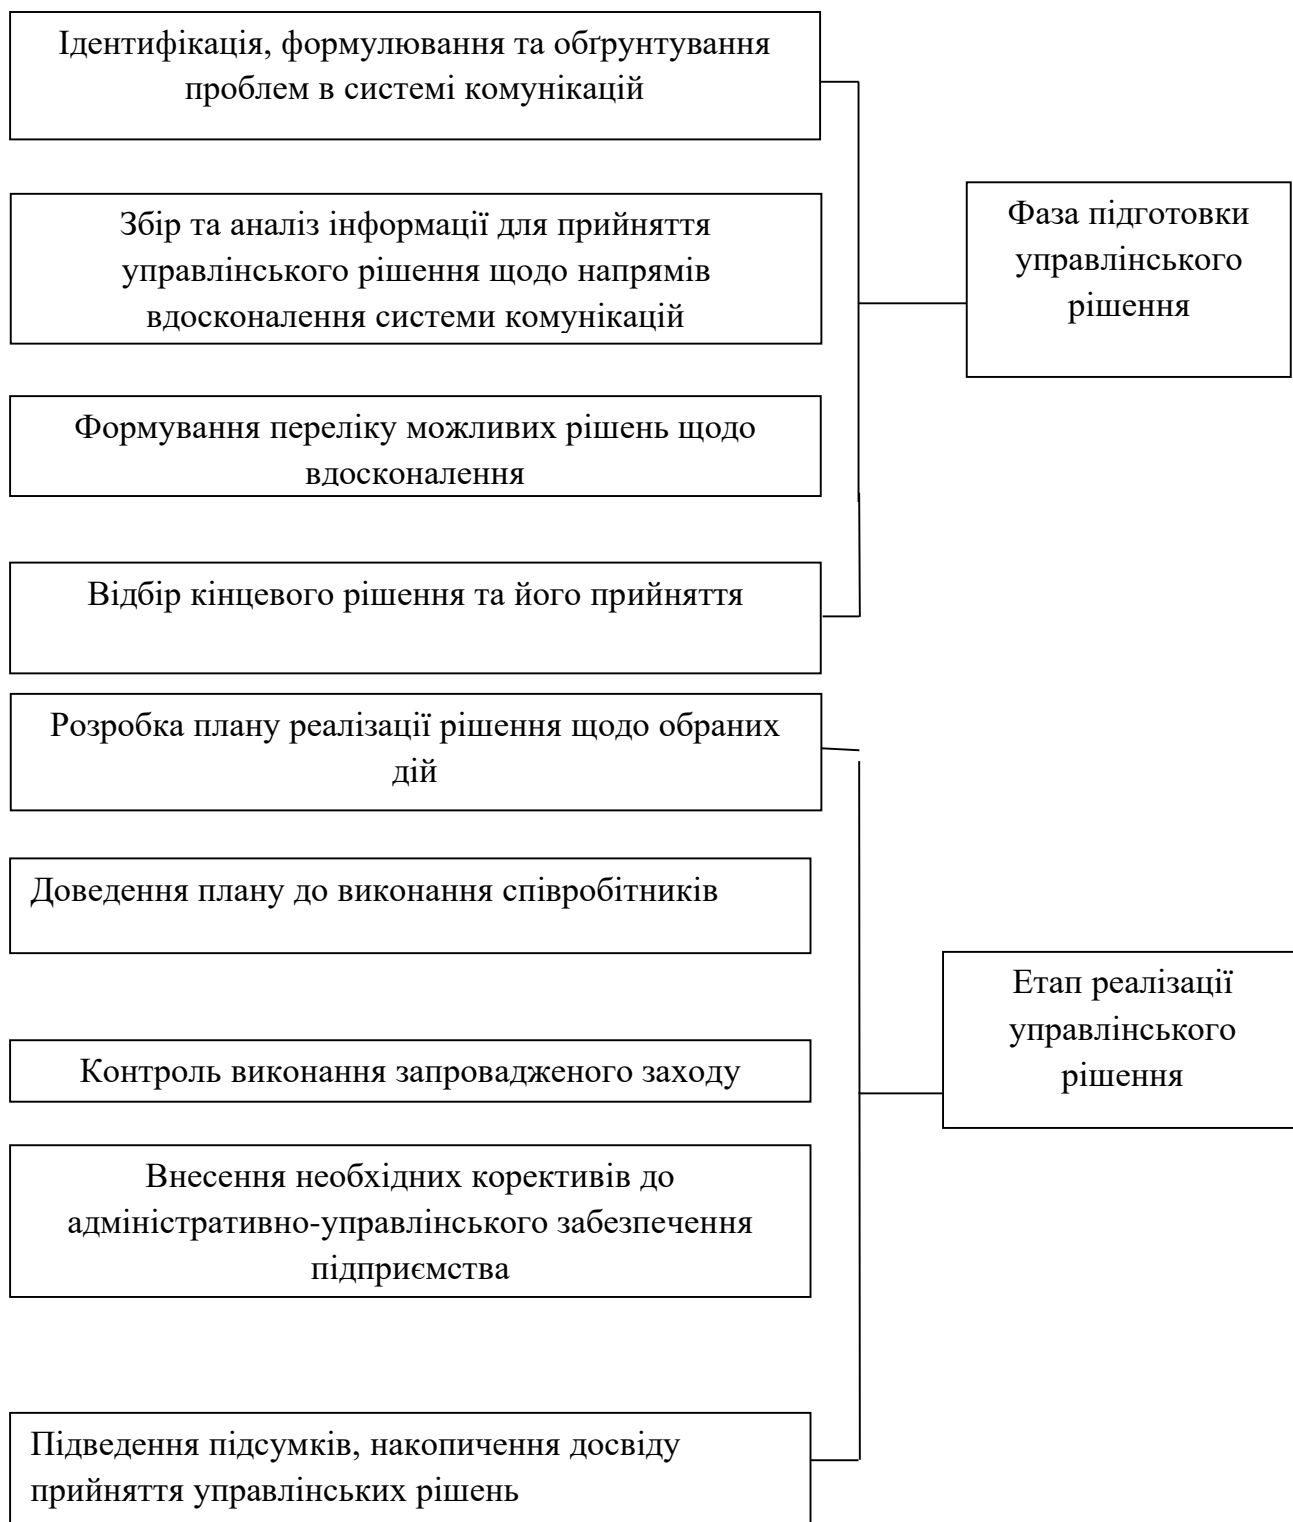 Ідентифікація, формулювання та обґрунтування
проблем в системі комунікацій
Збір та аналіз інформації для прийняття
управлінського рішення щодо напрямів
вдосконалення системи комунікацій
Фаза підготовки
управлінського
рішення
Формування переліку можливих рішень щодо
вдосконалення
Відбір кінцевого рішення та його прийняття
Розробка плану реалізації рішення щодо обраних
дій
Доведення плану до виконання співробітників
Контроль виконання запровадженого заходу
Етап реалізації
управлінського
рішення
Внесення необхідних корективів до
адміністративно-управлінського забезпечення
підприємства
Підведення підсумків, накопичення досвіду
прийняття управлінських рішень